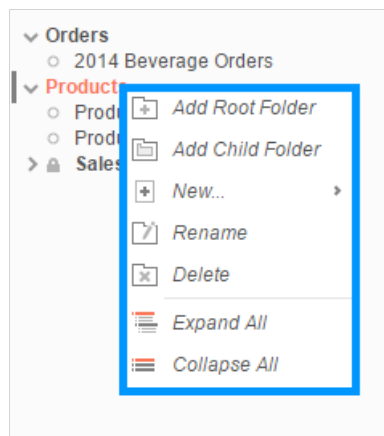 Orders
2014 Beverage Orders
Products
Add Root Folder
Add Child Folder
New...
Rename
Delete
Sales
Expand All
Collapse All